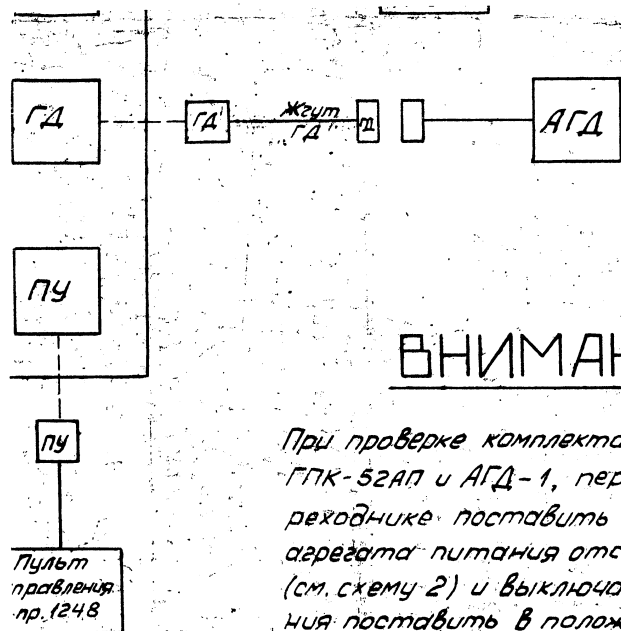 ГД
ГД
Жгут
ГД
ГД
АГД
ПУ
ВНИМАН
ПУ
При проверке комплекта
ГПК-52АП и АГД-1, пер
реходнике поставить
агрегата питания отс
(см. схему 2) и выключа
ния поставить в полож
Пульт
правления
пр. 1248